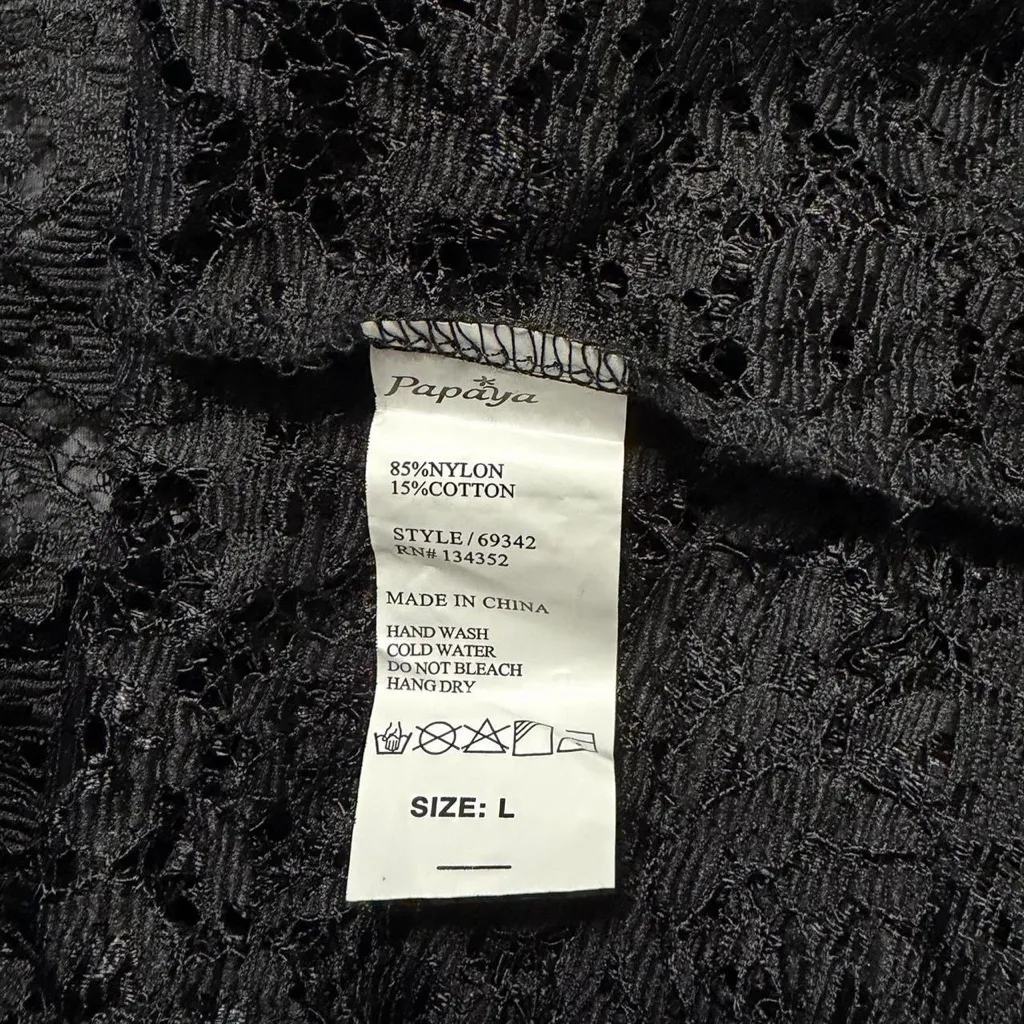 Papaya
85%NYLON
15%COTTON
STYLE / 69342
RN# 134352
MADE IN CHINA
HAND WASH
COLD WATER
DO NOT BLEACH
HANG DRY
SIZE: L